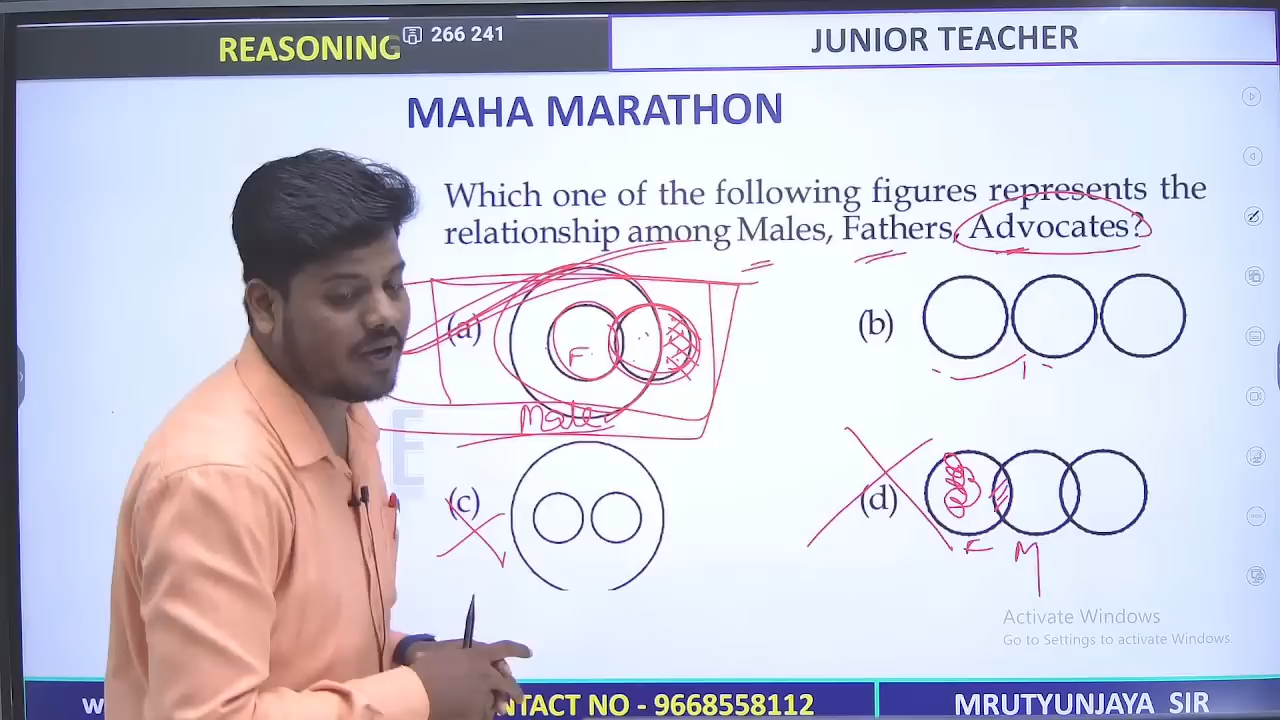 REASONING
266 241
JUNIOR TEACHER
MAHA MARATHON
Which one of the following figures represents the
relationship among Males, Fathers, Advocates?
(a)
F
Male
(b)
(c)
(d)
F M
Activate Windows
Go to Settings to activate Windows.
NTACT NO - 9668558112
MRUTYUNJAYA SIR